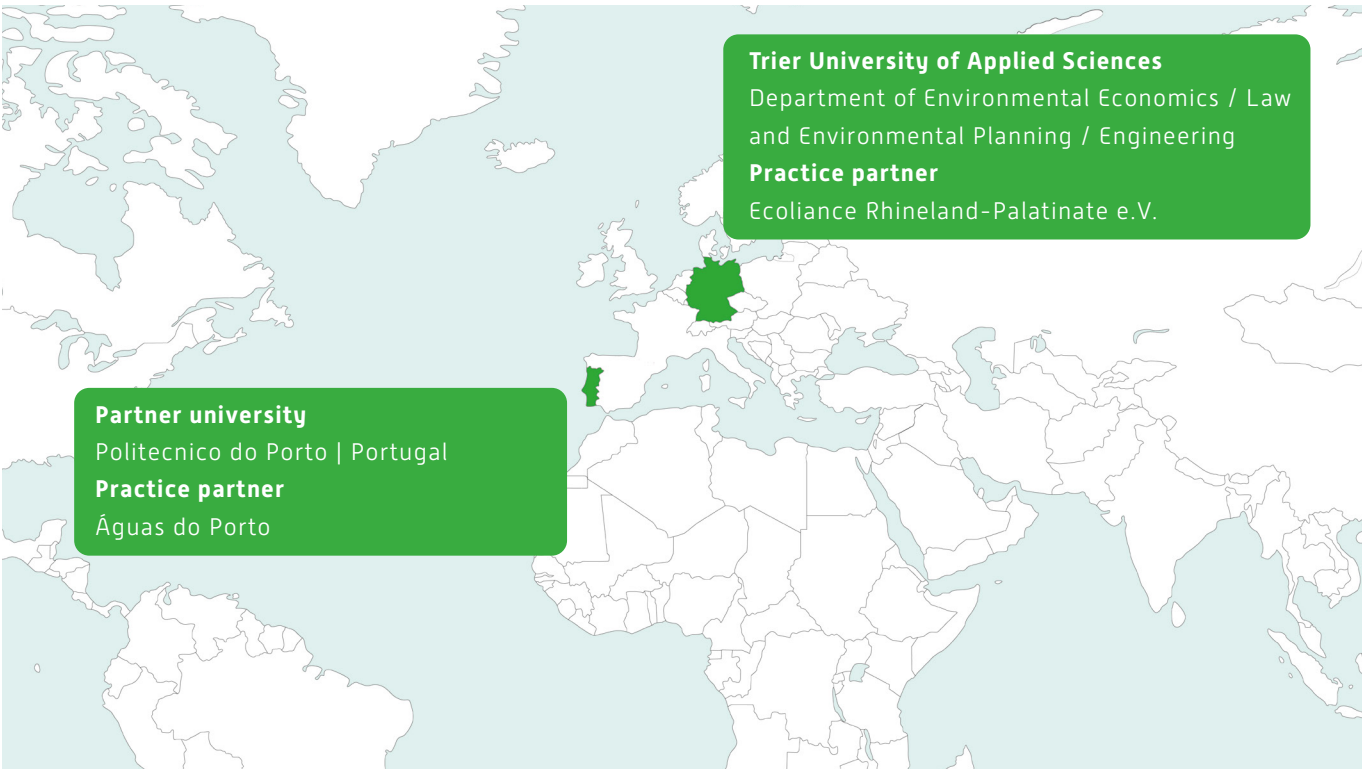 Trier University of Applied Sciences
Department of Environmental Economics / Law
and Environmental Planning / Engineering
Practice partner
Ecoliance Rhineland-Palatinate e.V.
Partner university
Politecnico do Porto | Portugal
Practice partner
Águas do Porto